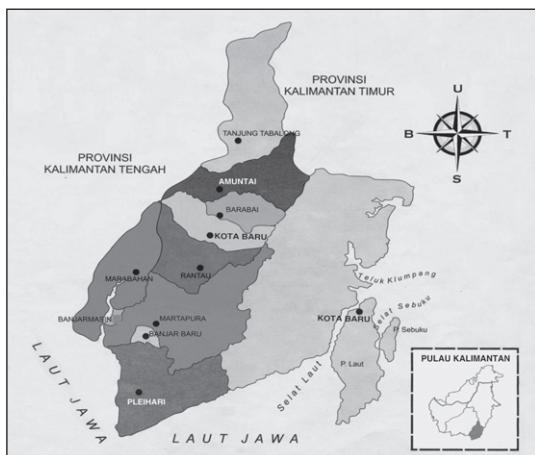 PROVINSI
KALIMANTAN TIMUR
U
B
T
S
TANJUNG TABALONG
PROVINSI
KALIMANTAN TENGAH
AMUNTAI
BARABAI
KOTA BARU
RANTAU
MARABAHAN
Teluk Klumpang
BANJARMASIN
MARTAPURA
KOTA BARU
Selat Sebuku
BANJAR BARU
P. Sebuku
P. Laut
Selat Laut
PULAU KALIMANTAN
PLEIHARI
LAUT JAWA
LAUT JAWA